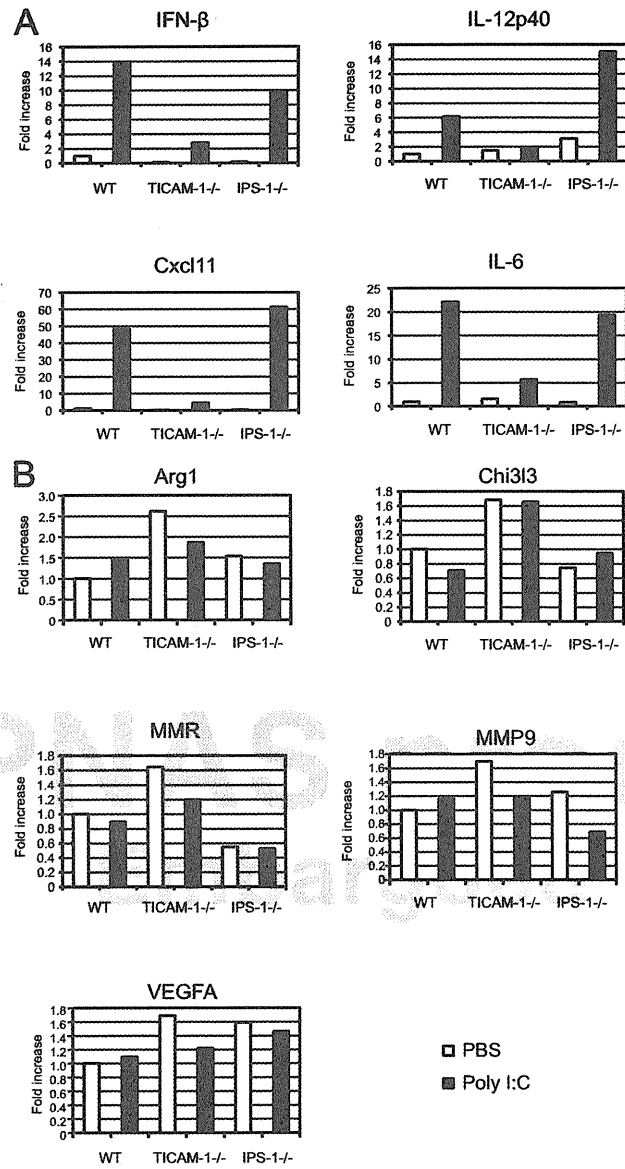 A
IFN-β
Fold increase
16
14
12
10
8
6
4
2
0
WT TICAM-1-/- IPS-1-/-
IL-12p40
Fold increase
16
14
12
10
8
6
4
2
0
WT TICAM-1-/- IPS-1-/-
Cxcl11
Fold increase
70
60
50
40
30
20
10
0
WT TICAM-1-/- IPS-1-/-
IL-6
Fold increase
25
20
15
10
5
0
WT TICAM-1-/- IPS-1-/-
B
Arg1
Fold increase
3.0
2.5
2.0
1.5
1.0
.5
0
WT TICAM-1-/- IPS-1-/-
Chi3l3
Fold increase
1.8
1.6
1.4
1.2
1.0
0.8
0.6
0.4
0.2
0
WT TICAM-1-/- IPS-1-/-
MMR
Fold increase
1.8
1.6
1.4
1.2
1.0
0.8
0.6
0.4
0.2
0
WT TICAM-1-/- IPS-1-/-
MMP9
Fold increase
1.8
1.6
1.4
1.2
1.0
0.8
0.6
0.4
0.2
0
WT TICAM-1-/- IPS-1-/-
PNAS
VEGFA
Fold increase
1.8
1.6
1.4
1.2
1.0
0.8
0.6
0.4
0.2
0
WT TICAM-1-/- IPS-1-/-
PBS
Poly I:C